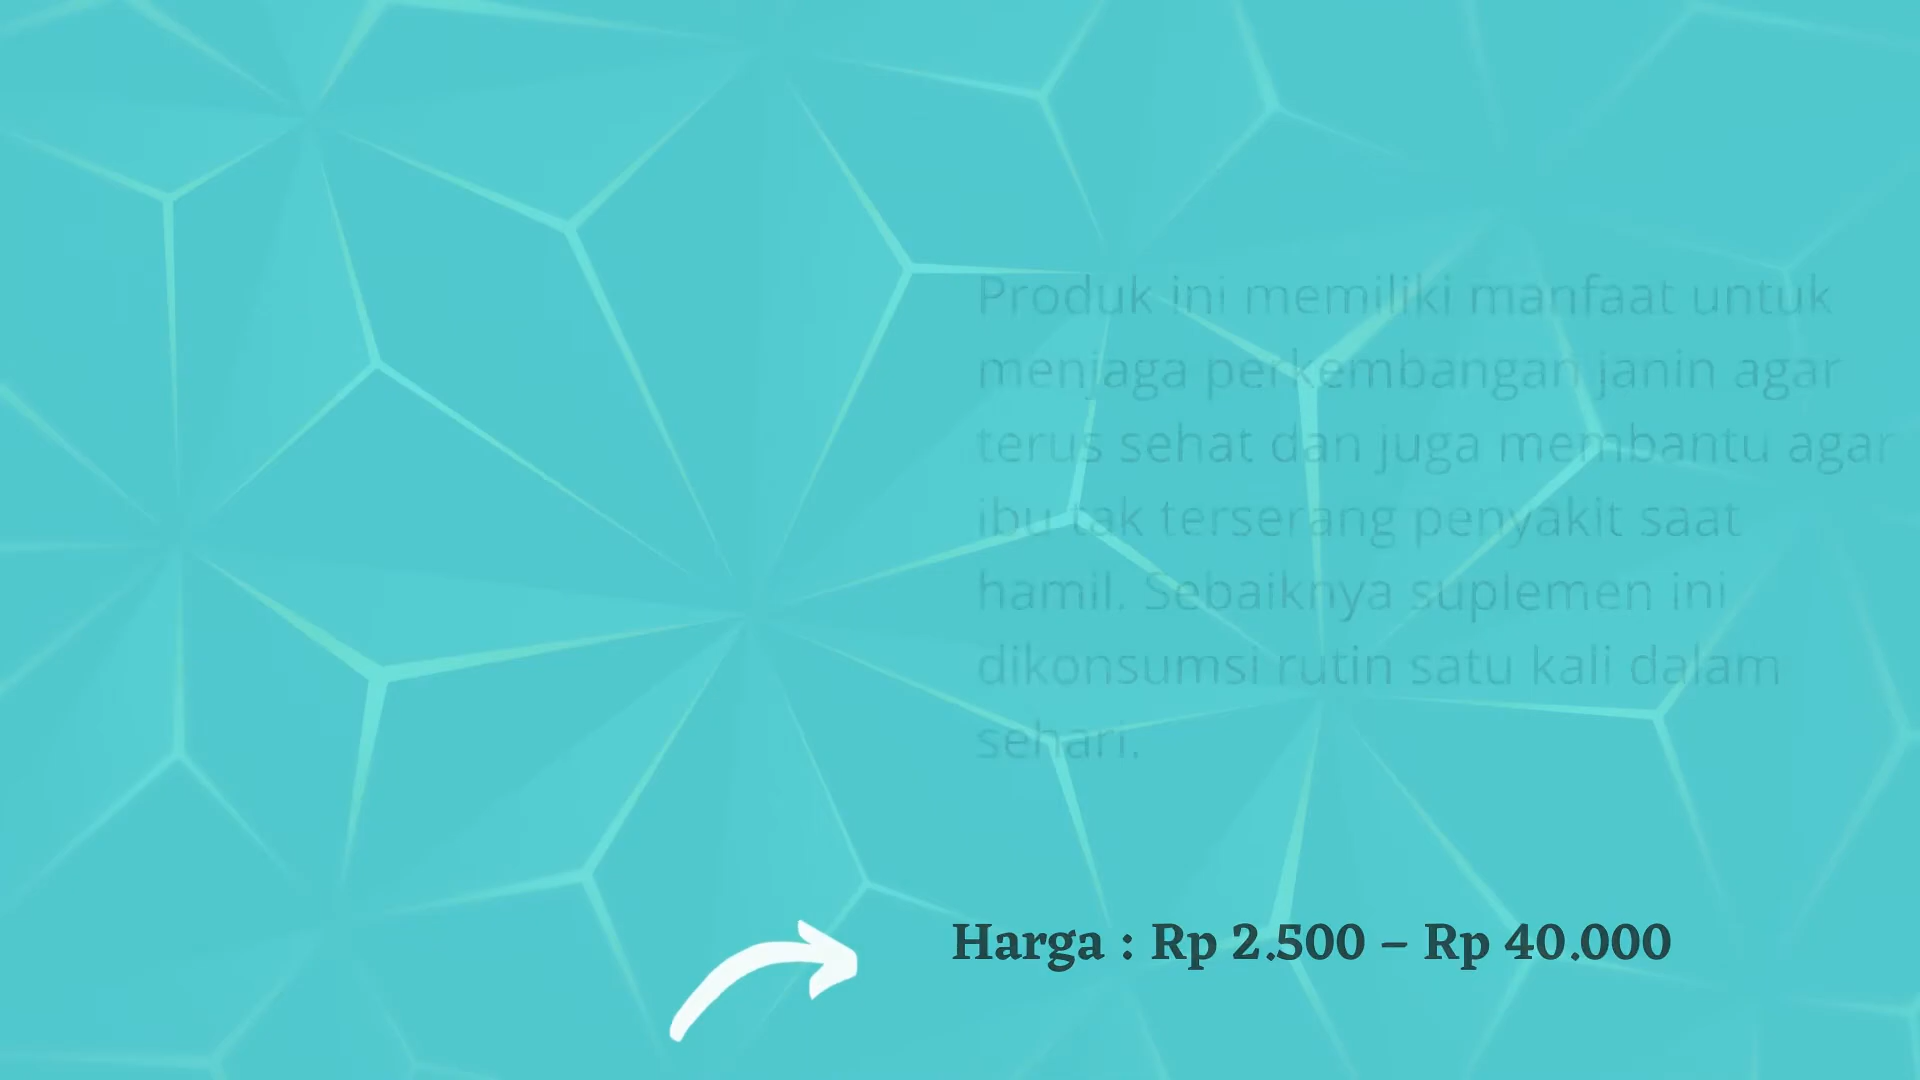 Produk ini memiliki manfaat untuk
menjaga perkembangan janin agar
terus sehat dan juga membantu agar
ibu tak terserang penyakit saat
hamil. Sebaiknya suplemen ini
dikonsumsi rutin satu kali dalam
sehari.
Harga : Rp 2.500 – Rp 40.000